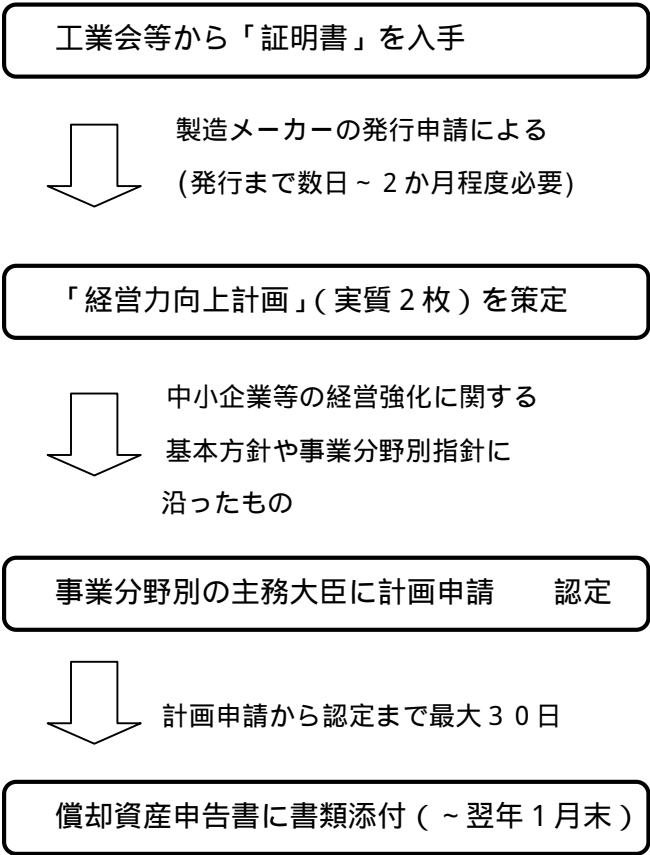 工業会等から「証明書」を入手
製造メーカーの発行申請による
(発行まで数日～２か月程度必要)
「経営力向上計画」(実質２枚)を策定
中小企業等の経営強化に関する
基本方針や事業分野別指針に
沿ったもの
事業分野別の主務大臣に計画申請　　認定
計画申請から認定まで最大３０日
償却資産申告書に書類添付(～翌年１月末)